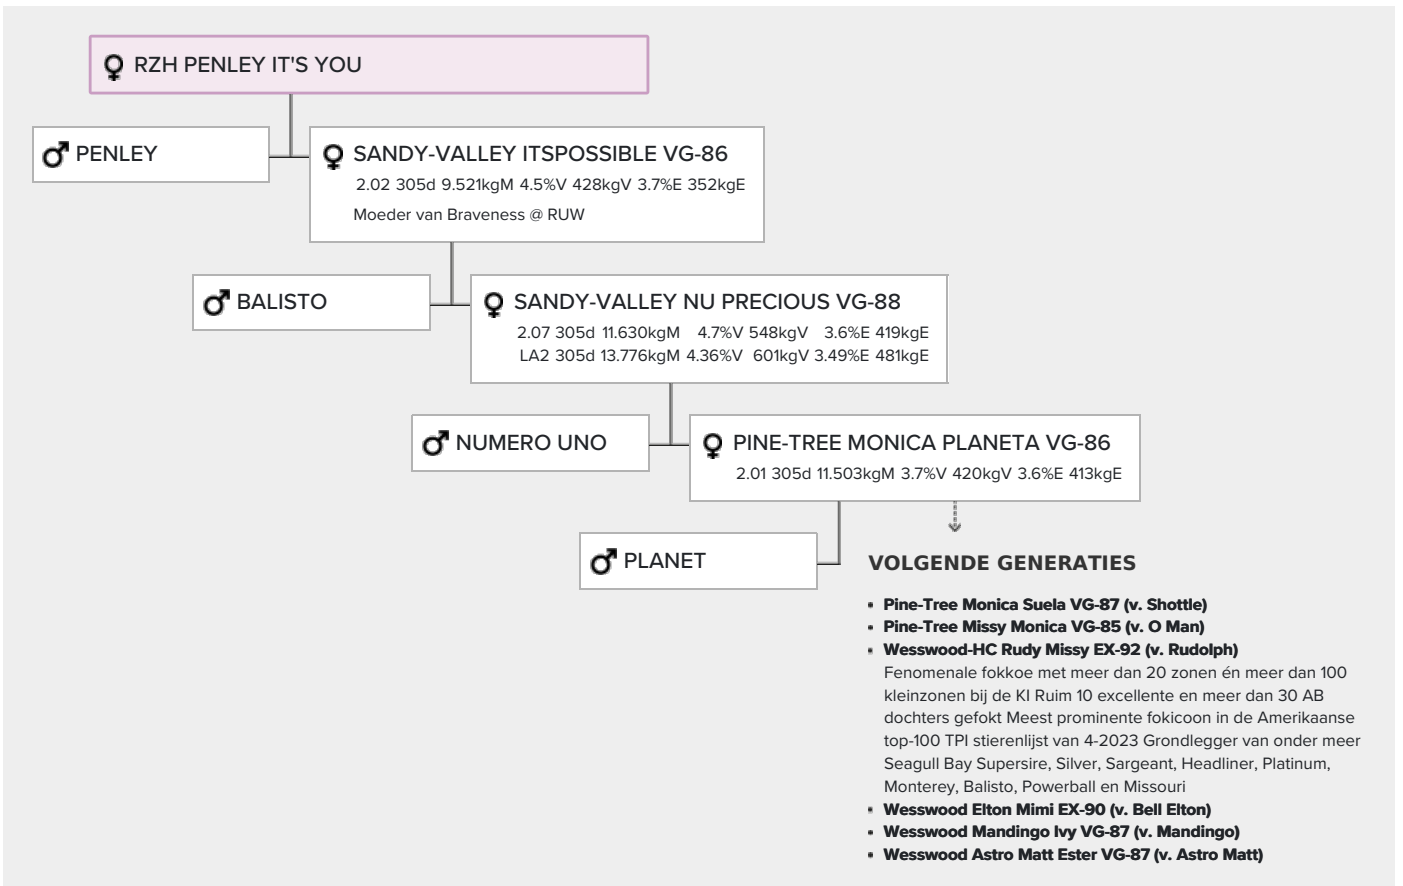 RZH PENLEY IT'S YOU
PENLEY
SANDY-VALLEY ITSPOSSIBLE VG-86
2.02 305d 9.521kgM 4.5%V 428kgV 3.7%E 352kgE
Moeder van Braveness @ RUW
BALISTO
SANDY-VALLEY NU PRECIOUS VG-88
2.07 305d 11.630kgM 4.7%V 548kgV 3.6%E 419kgE
LA2 305d 13.776kgM 4.36%V 601kgV 3.49%E 481kgE
NUMERO UNO
PINE-TREE MONICA PLANETA VG-86
2.01 305d 11.503kgM 3.7%V 420kgV 3.6%E 413kgE
PLANET
VOLGENDE GENERATIES
Pine-Tree Monica Suela VG-87 (v. Shottle)
Pine-Tree Missy Monica VG-85 (v. O Man)
Wesswood-HC Rudy Missy EX-92 (v. Rudolph)
Fenomenale fokkoe met meer dan 20 zonen én meer dan 100
kleinzonen bij de KI Ruim 10 excellente en meer dan 30 AB
dochters gefokt Meest prominente fokicoon in de Amerikaanse
top-100 TPI stierenlijst van 4-2023 Grondlegger van onder meer
Seagull Bay Supersire, Silver, Sargeant, Headliner, Platinum,
Monterey, Balisto, Powerball en Missouri
Wesswood Elton Mimi EX-90 (v. Bell Elton)
Wesswood Mandingo Ivy VG-87 (v. Mandingo)
Wesswood Astro Matt Ester VG-87 (v. Astro Matt)